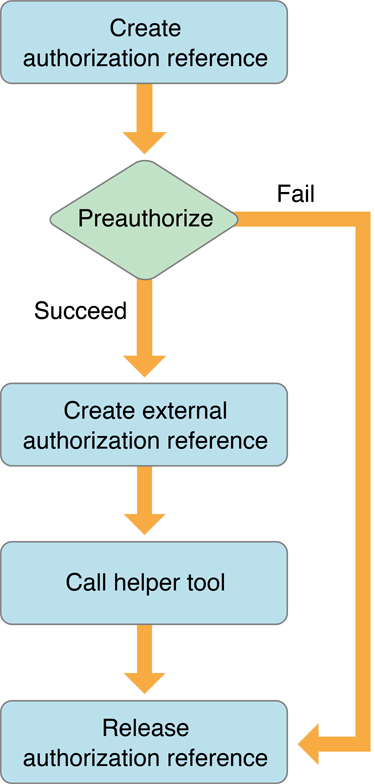 Create
authorization reference
Preauthorize
Fail
Succeed
Create external
authorization reference
Call helper tool
Release
authorization reference